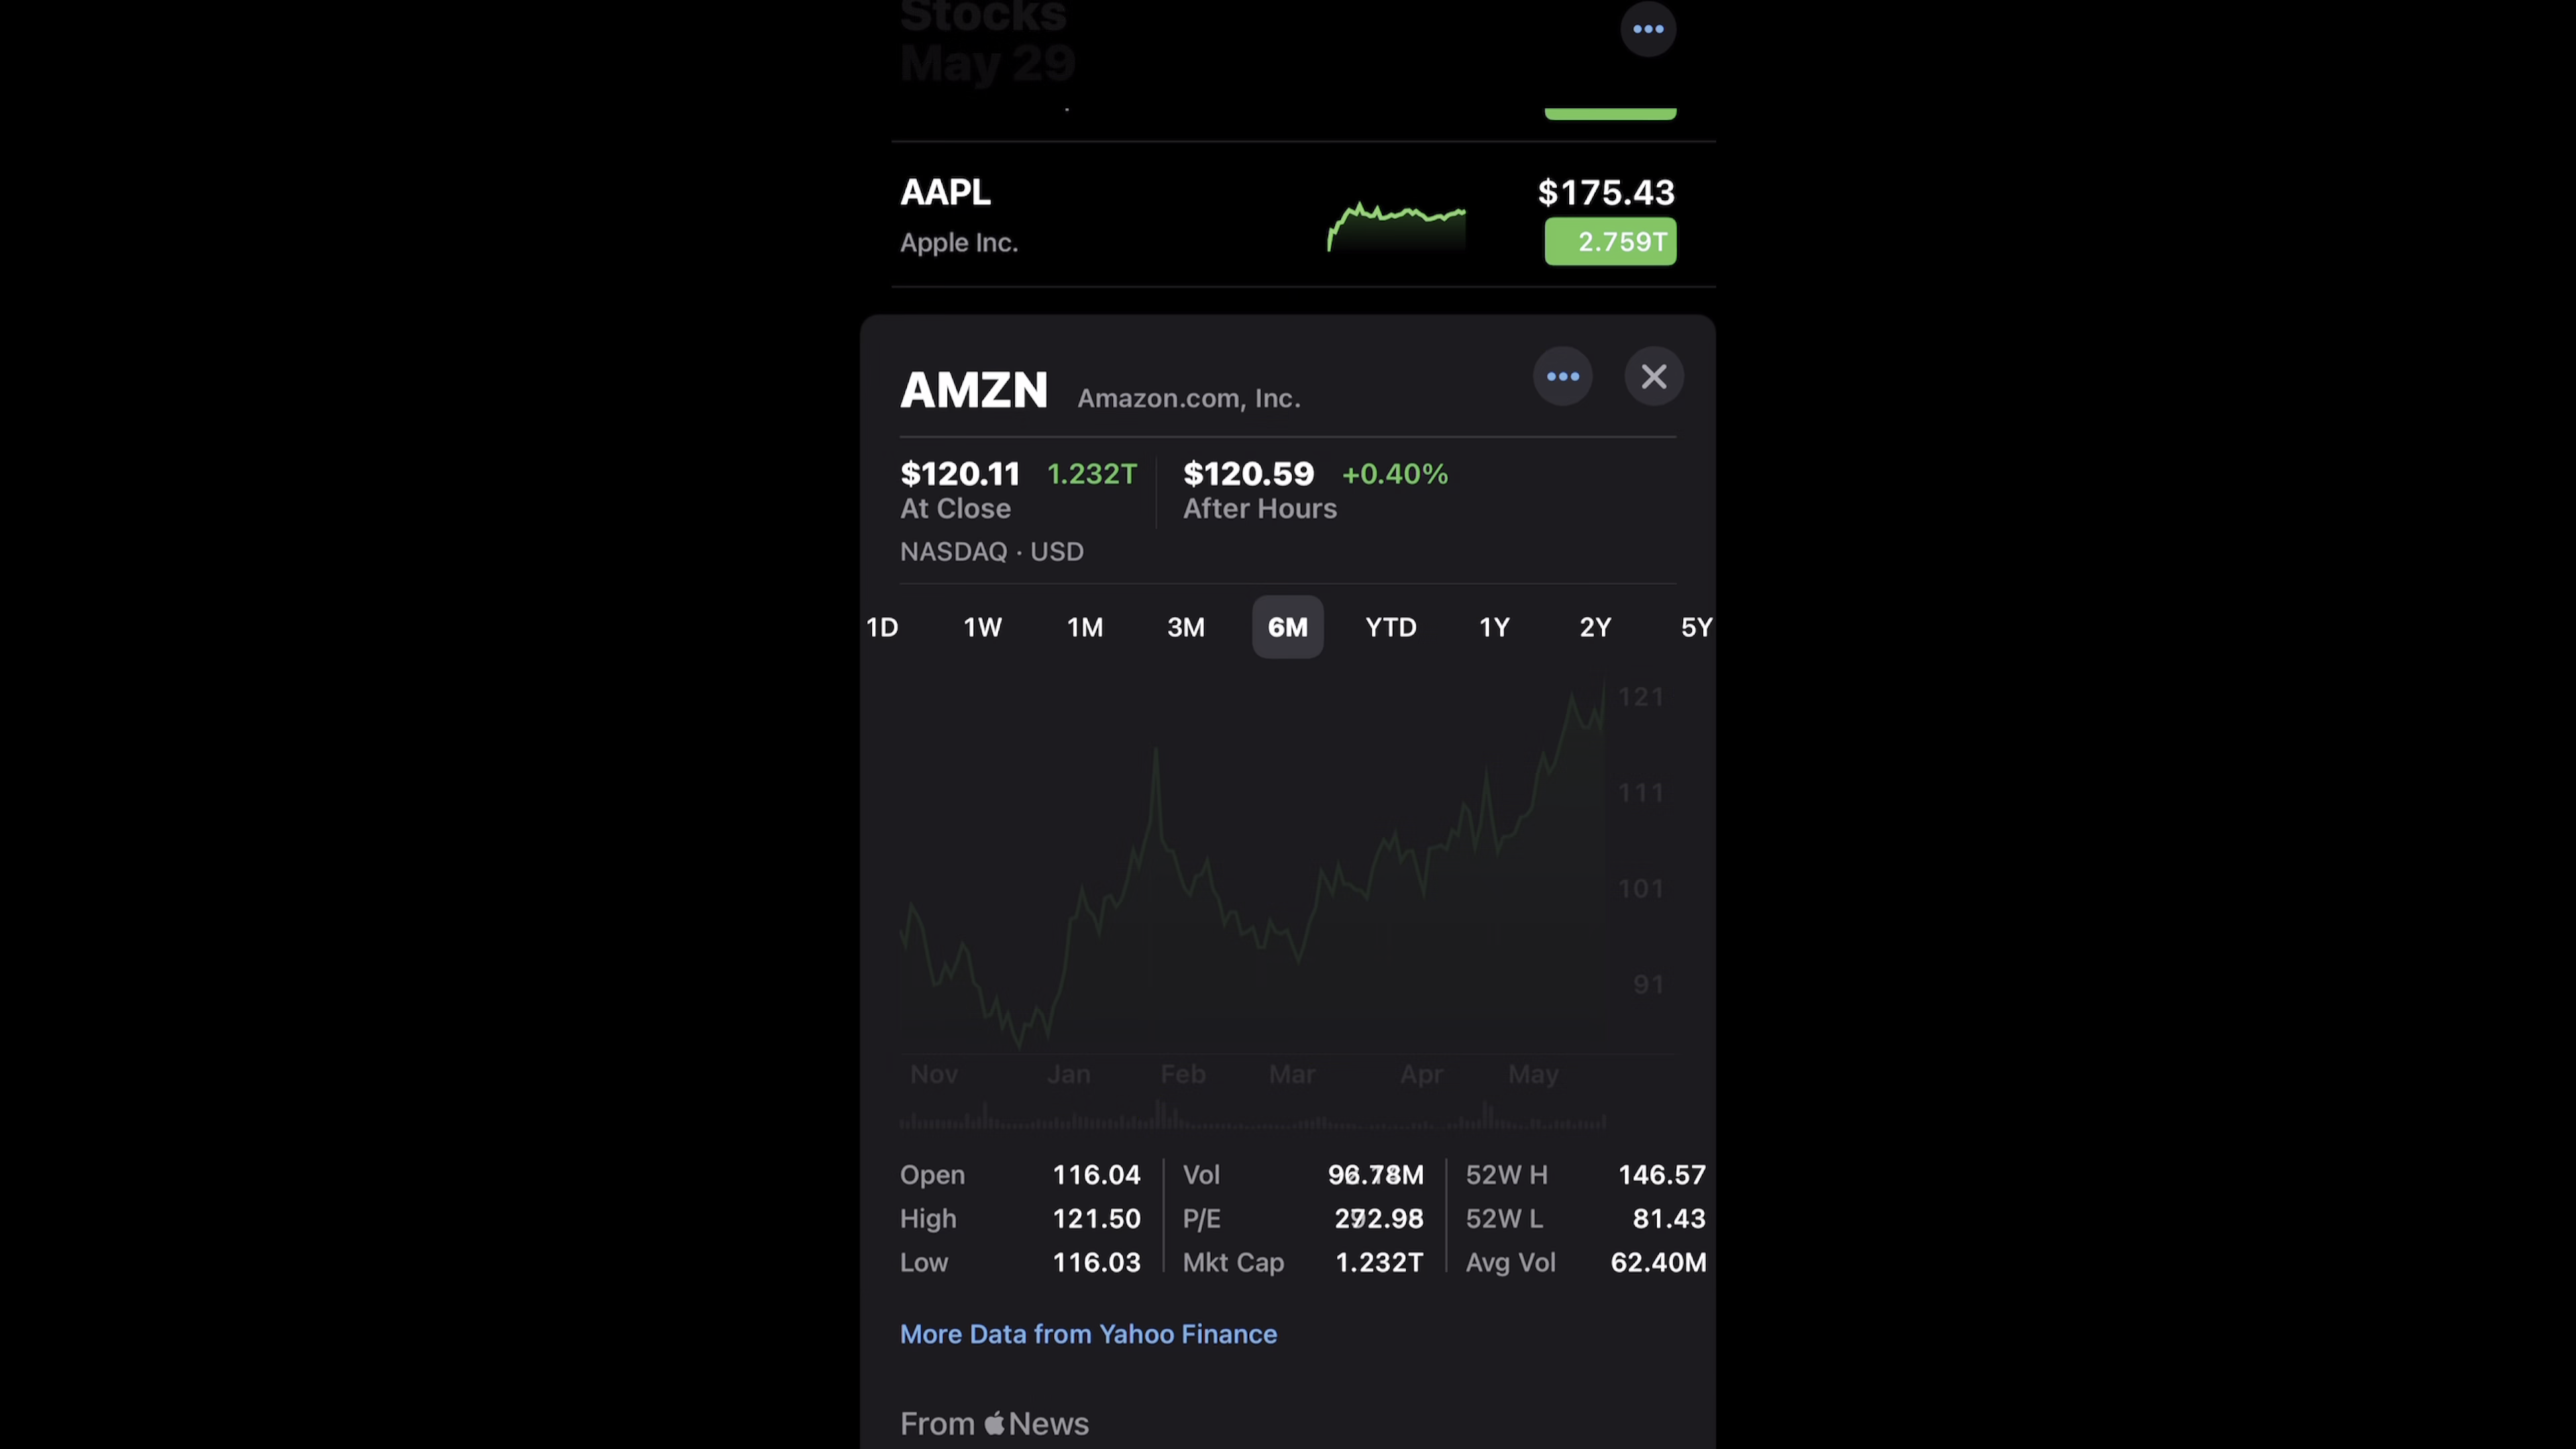 Stocks
May 29
AAPL
$175.43
Apple Inc.
2.759T
AMZN Amazon.com, Inc.
$120.11 1.232T $120.59 +0.40%
At Close After Hours
NASDAQ · USD
1D 1W 1M 3M 6M YTD 1Y 2Y 5Y
121
111
101
91
Nov Jan Feb Mar Apr May
Open 116.04 Vol 52W H 146.57
High 121.50 P/E 52W L 81.43
Low 116.03 Mkt Cap 1.232T Avg Vol 62.40M
More Data from Yahoo Finance
From News